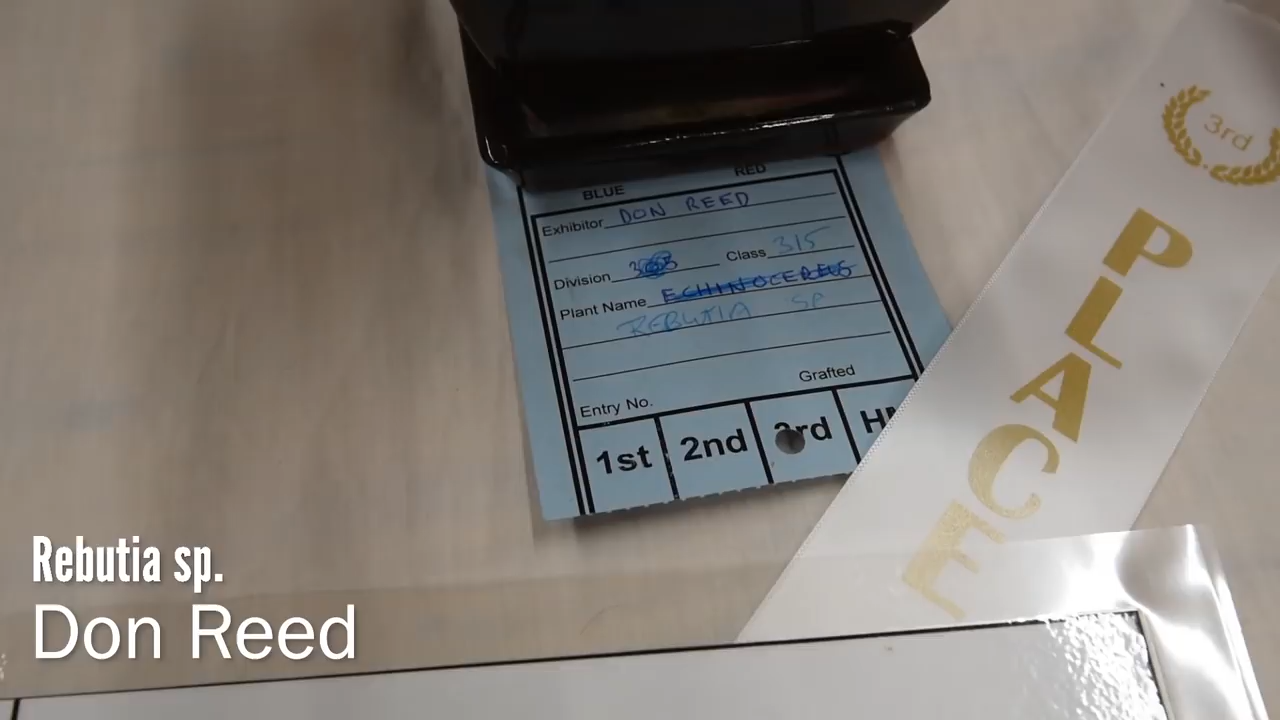 BLUE RED
Exhibitor DON REED
Division Class 315
Plant Name ECHINOCEREUS
REBUTIA SP
Grafted
Entry No.
1st 2nd 3rd
3rd
PLACE
Rebutia sp.
Don Reed